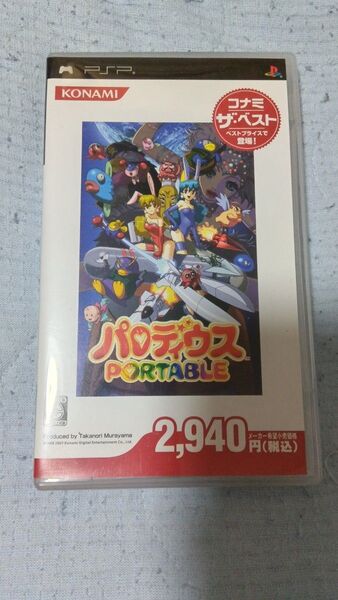 PSP
KONAMI
コナミ
ザ・ベスト
ベストプライスで
登場！
パロディウス
PORTABLE
Produced by Takanori Murayama
2,940
メーカー希望小売価格
円(税込)